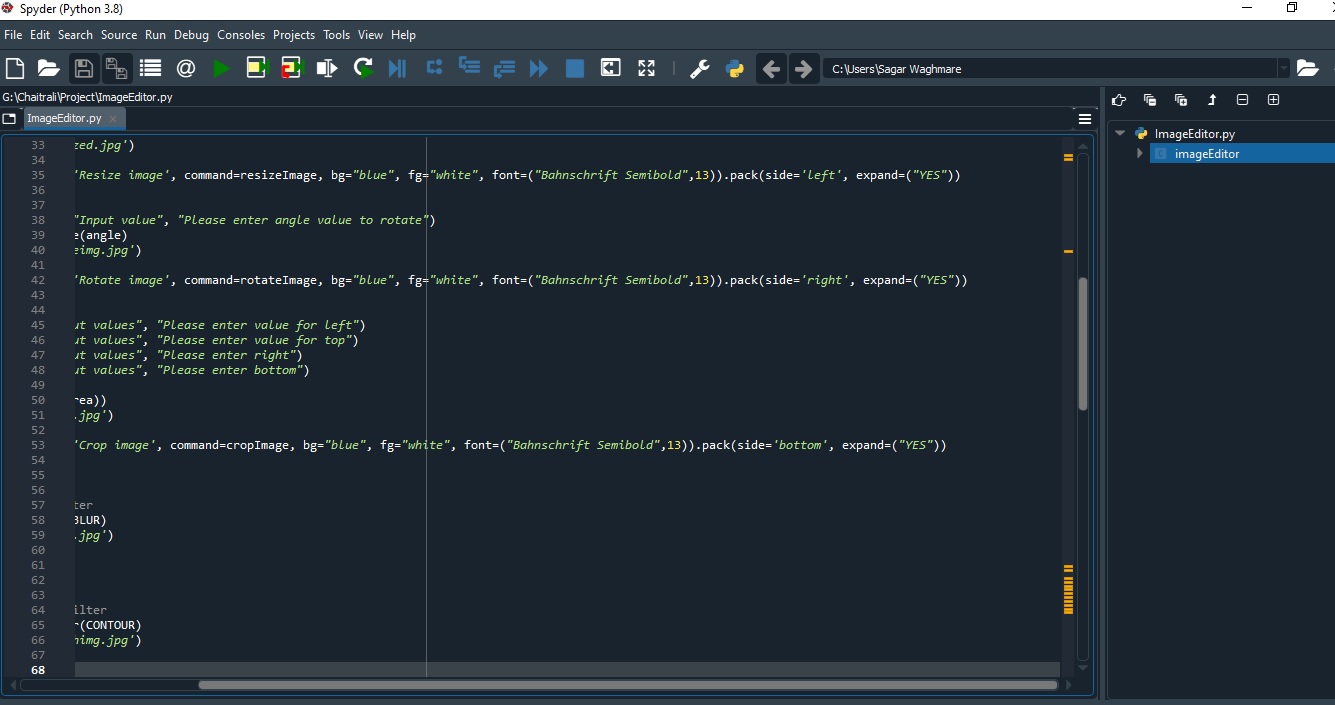 Spyder (Python 3.8)
File Edit Search Source Run Debug Consoles Projects Tools View Help
C:\Users\Sagar Waghmare
G:\Chaitrali\Project\ImageEditor.py
ImageEditor.py
ImageEditor.py
imageEditor
33 zed.jpg')
34
35 'Resize image', command=resizeImage, bg="blue", fg="white", font=("Bahnschrift Semibold",13)).pack(side='left', expand=("YES"))
36
37
38 "Input value", "Please enter angle value to rotate")
39 e(angle)
40 eimg.jpg')
41
42 'Rotate image', command=rotateImage, bg="blue", fg="white", font=("Bahnschrift Semibold",13)).pack(side='right', expand=("YES"))
43
44
45 ut values", "Please enter value for left")
46 ut values", "Please enter value for top")
47 ut values", "Please enter right")
48 ut values", "Please enter bottom")
49
50 rea))
51 .jpg')
52
53 'Crop image', command=cropImage, bg="blue", fg="white", font=("Bahnschrift Semibold",13)).pack(side='bottom', expand=("YES"))
54
55
56
57 ter
58 BLUR)
59 .jpg')
60
61
62
63
64 ilter
65 r(CONTOUR)
66 nimg.jpg')
67
68